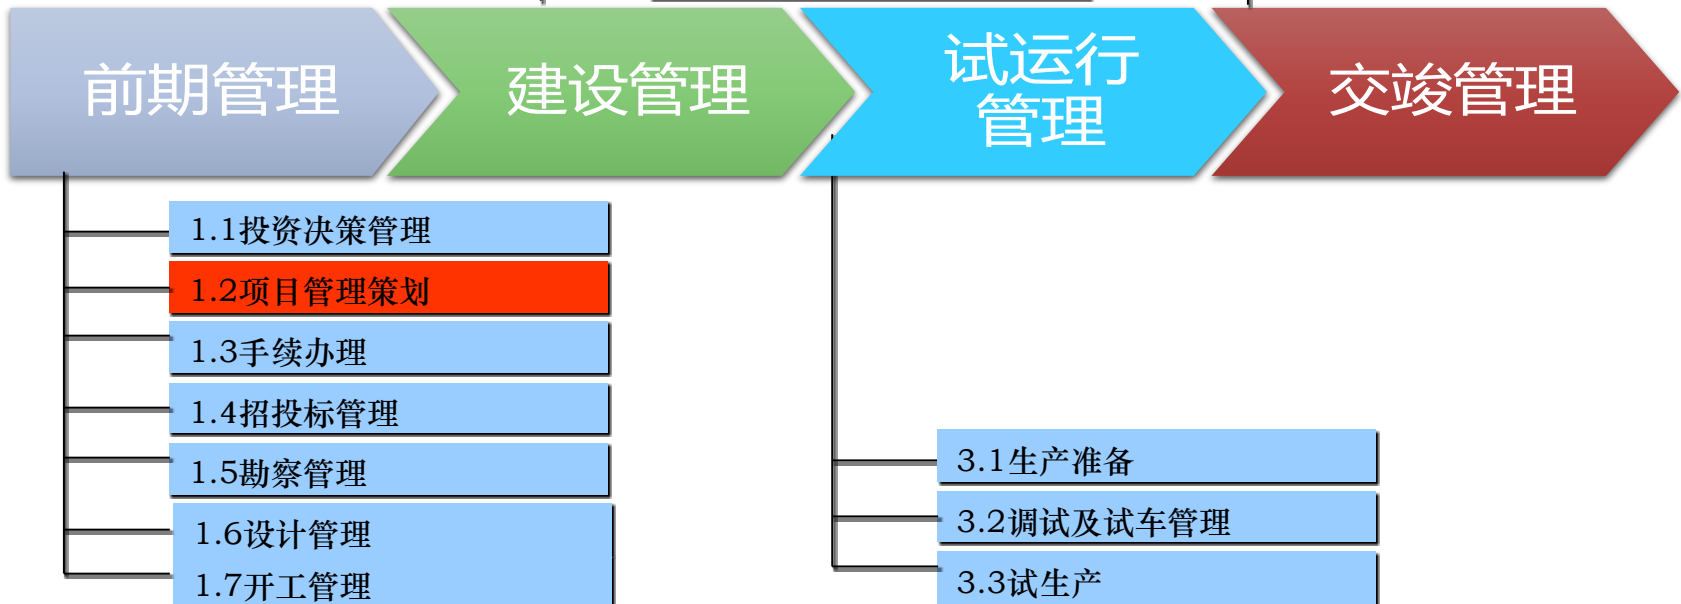 前期管理
建设管理
试运行
管理
交竣管理
1.1投资决策管理
1.2项目管理策划
1.3手续办理
1.4招投标管理
1.5勘察管理
1.6设计管理
1.7开工管理
3.1生产准备
3.2调试及试车管理
3.3试生产